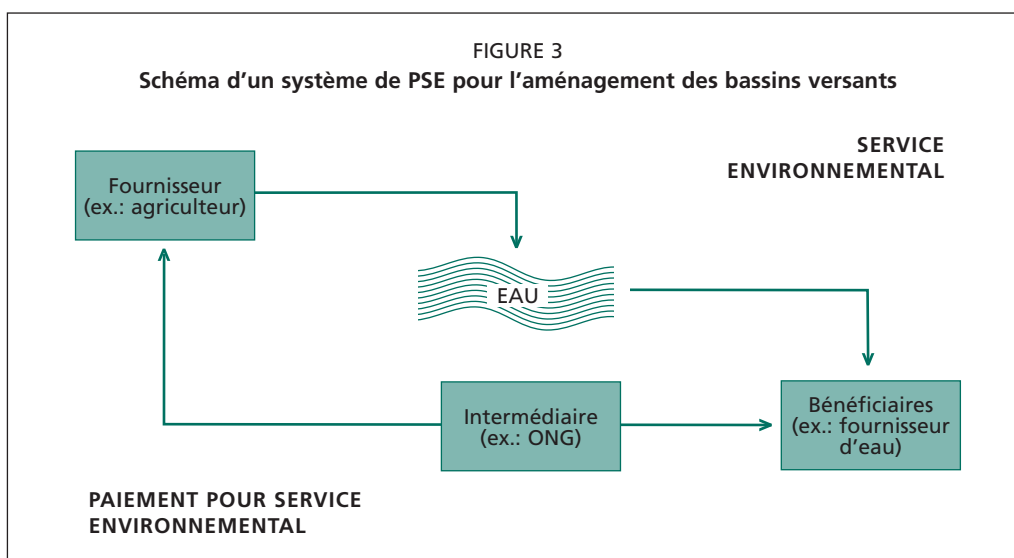 FIGURE 3
Schéma d'un système de PSE pour l'aménagement des bassins versants
SERVICE
ENVIRONNEMENTAL
Fournisseur
(ex.: agriculteur)
EAU
Intermédiaire
(ex.: ONG)
Bénéficiaires
(ex.: fournisseur
d'eau)
PAIEMENT POUR SERVICE
ENVIRONNEMENTAL